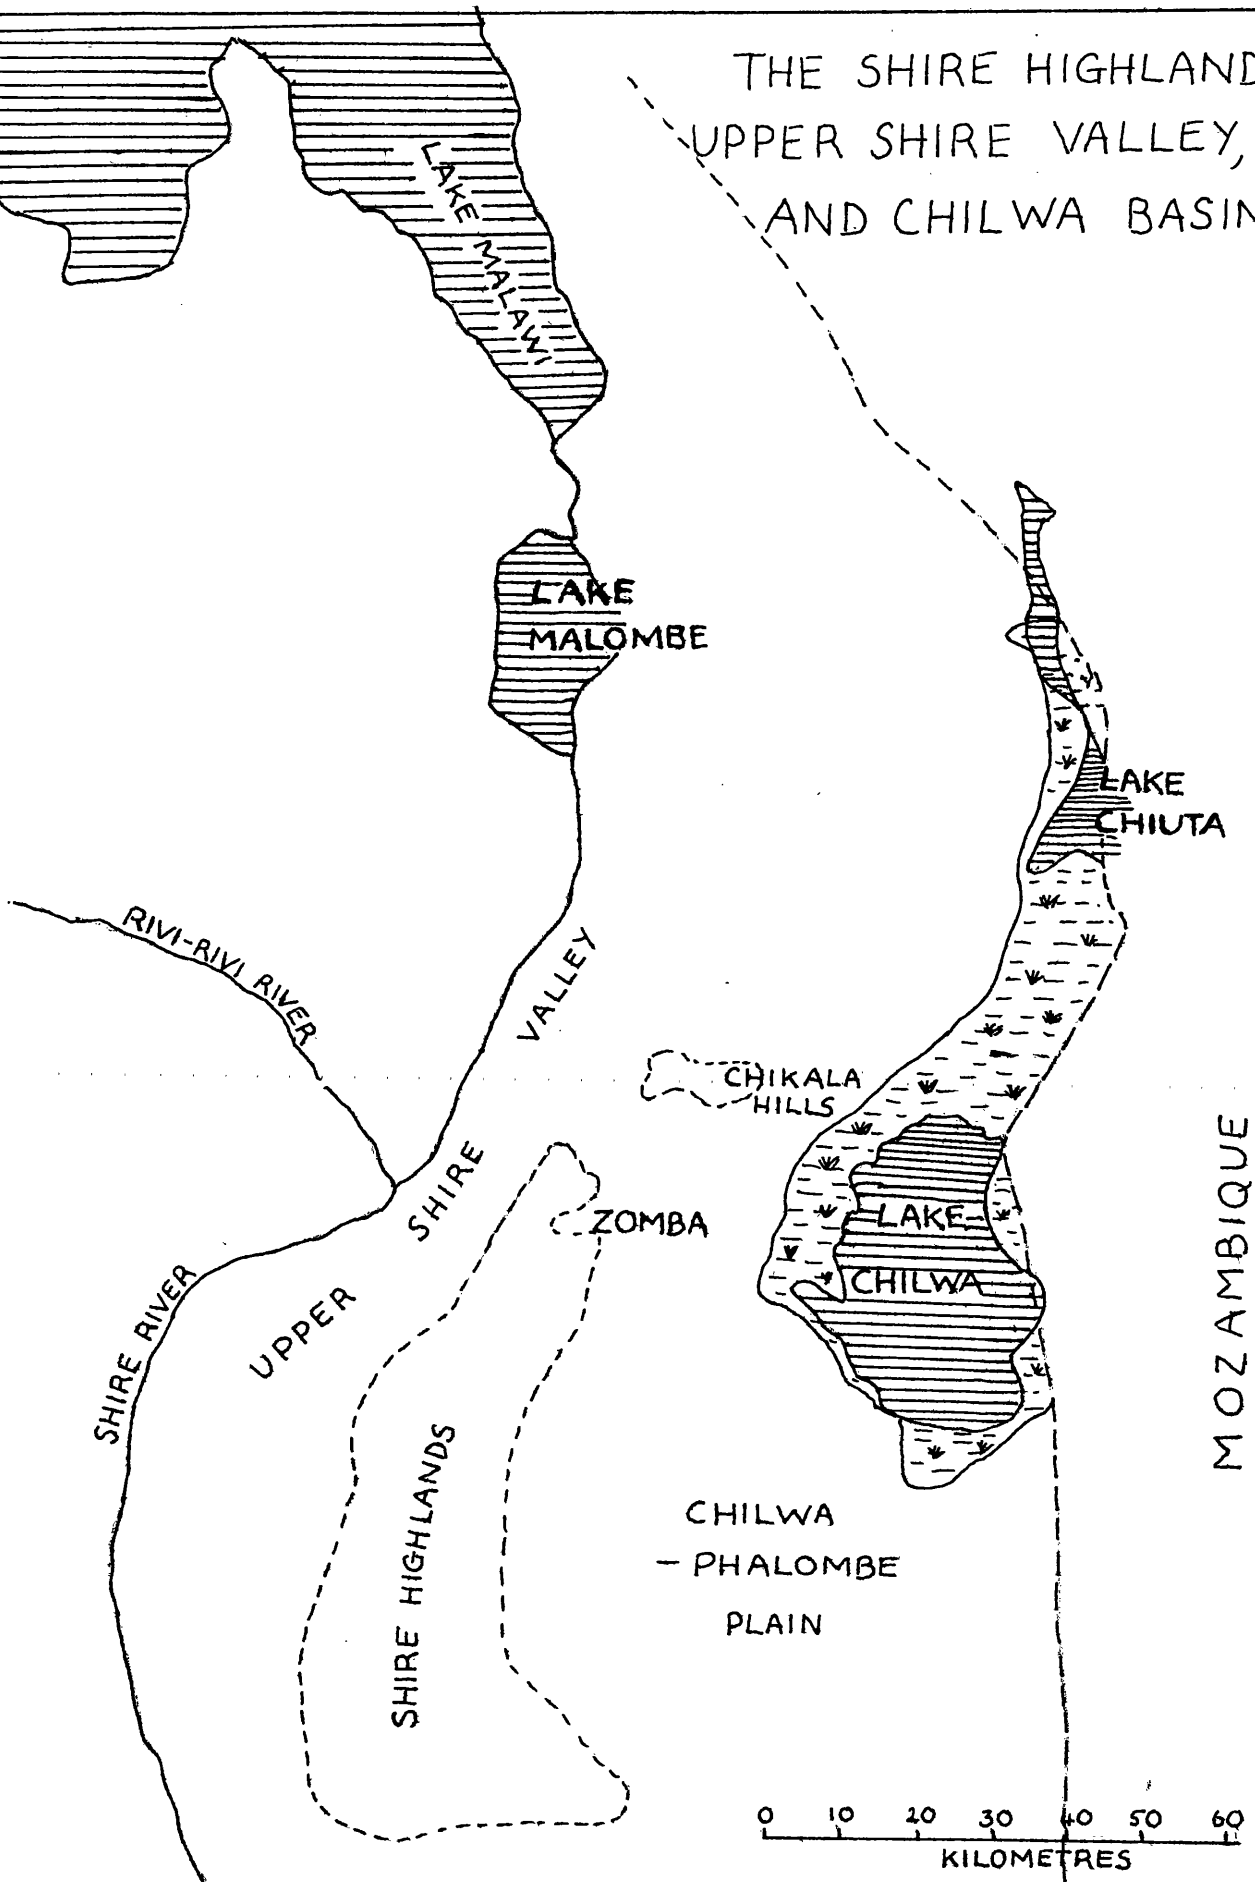 THE SHIRE HIGHLAND
UPPER SHIRE VALLEY,
AND CHILWA BASIN
LAKE MALAWI
LAKE
MALOMBE
LAKE
CHIUTA
RIVI-RIVI RIVER
VALLEY
SHIRE
UPPER
CHIKALA
HILLS
ZOMBA
LAKE
CHILWA
MOZAMBIQUE
SHIRE RIVER
SHIRE HIGHLANDS
CHILWA
- PHALOMBE
PLAIN
0 10 20 30 40 50 60
KILOMETRES